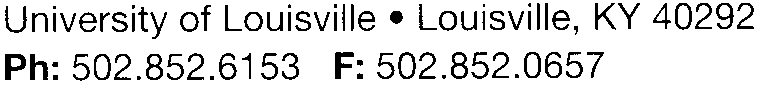 University of Louisville • Louisville, KY 40292
Ph: 502.852.6153 F: 502.852.0657